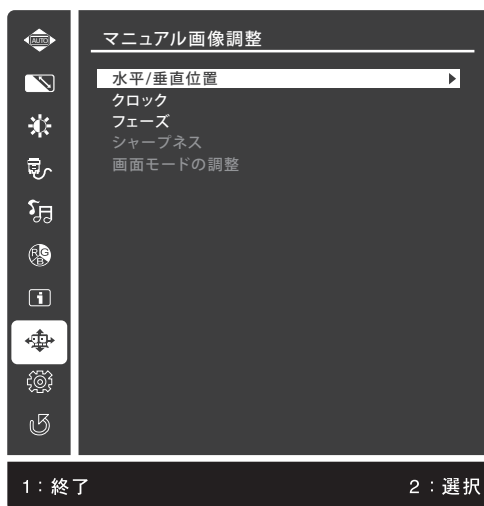 AUTO
マニュアル画像調整
水平/垂直位置
クロック
フェーズ
シャープネス
画面モードの調整
RGB
1：終了
2：選択